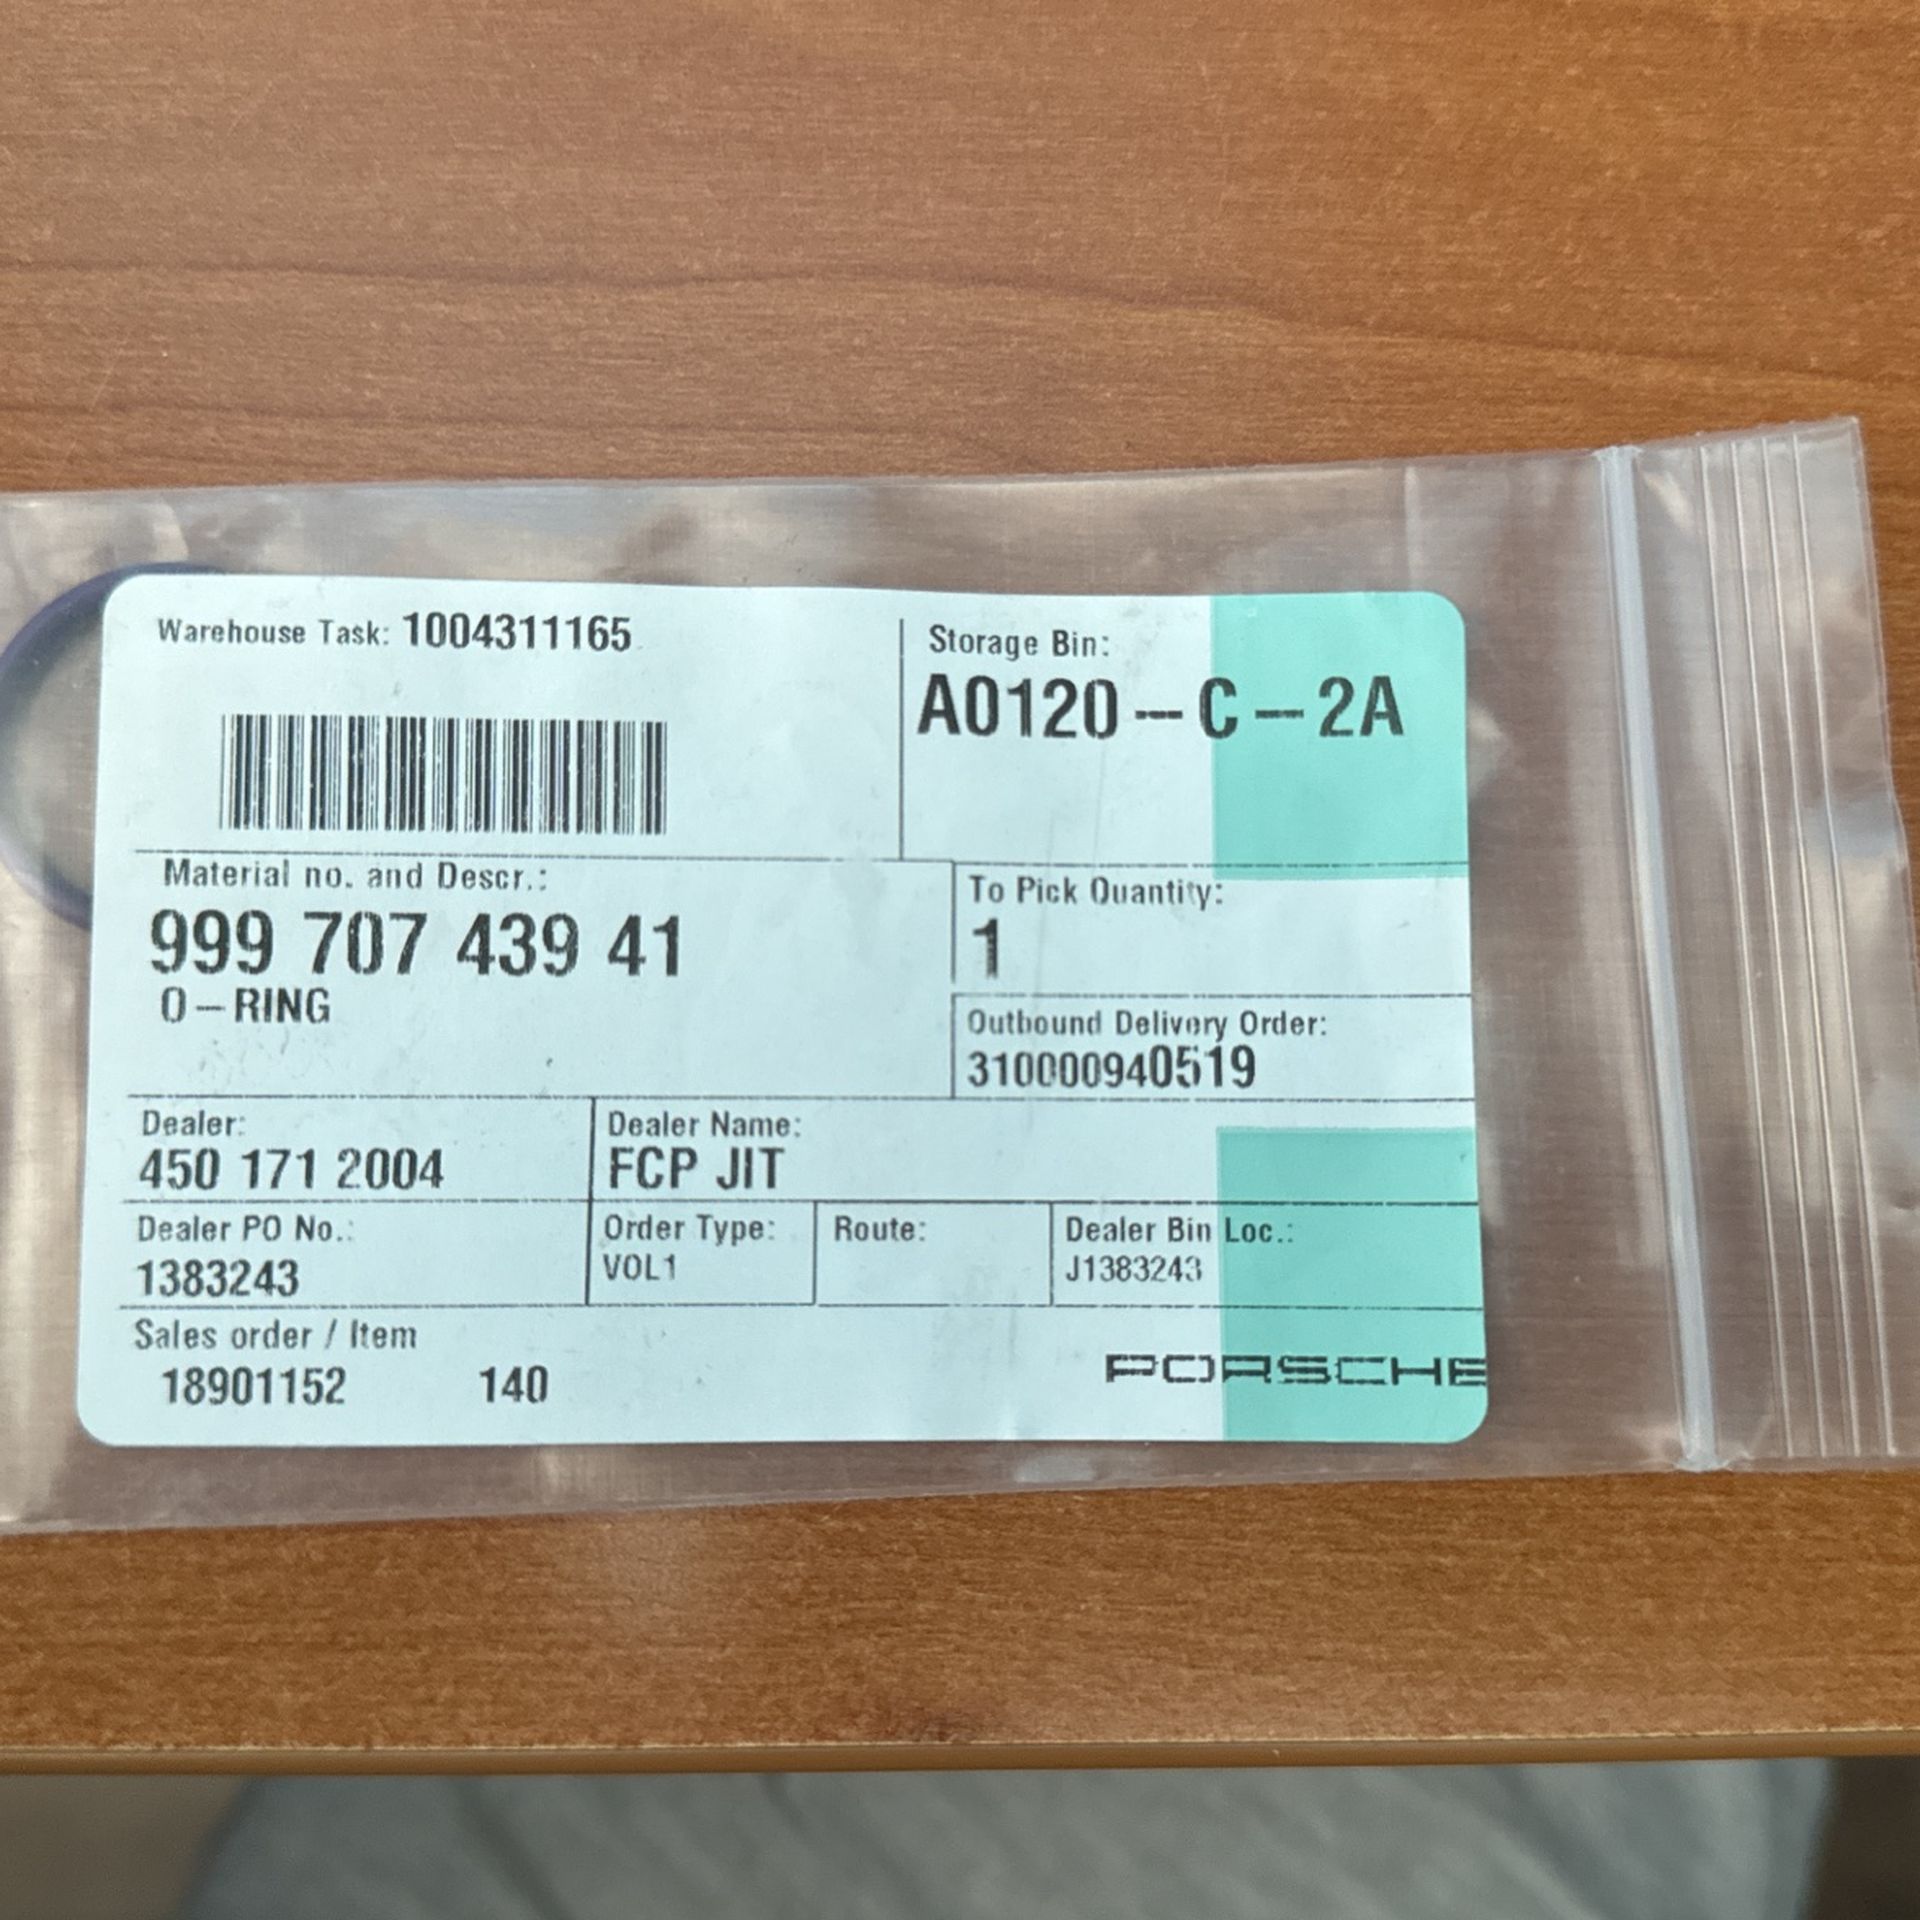 Warehouse Task: 1004311165
Storage Bin:
A0120-C-2A
Material no. and Descr.:
999 707 439 41
O-RING
To Pick Quantity:
1
Outbound Delivery Order:
310000940519
Dealer:
450 171 2004
Dealer Name:
FCP JIT
Dealer PO No.:
1383243
Order Type:
VOL1
Route:
Dealer Bin Loc.:
J1383243
Sales order / Item
18901152 140
PORSCHE